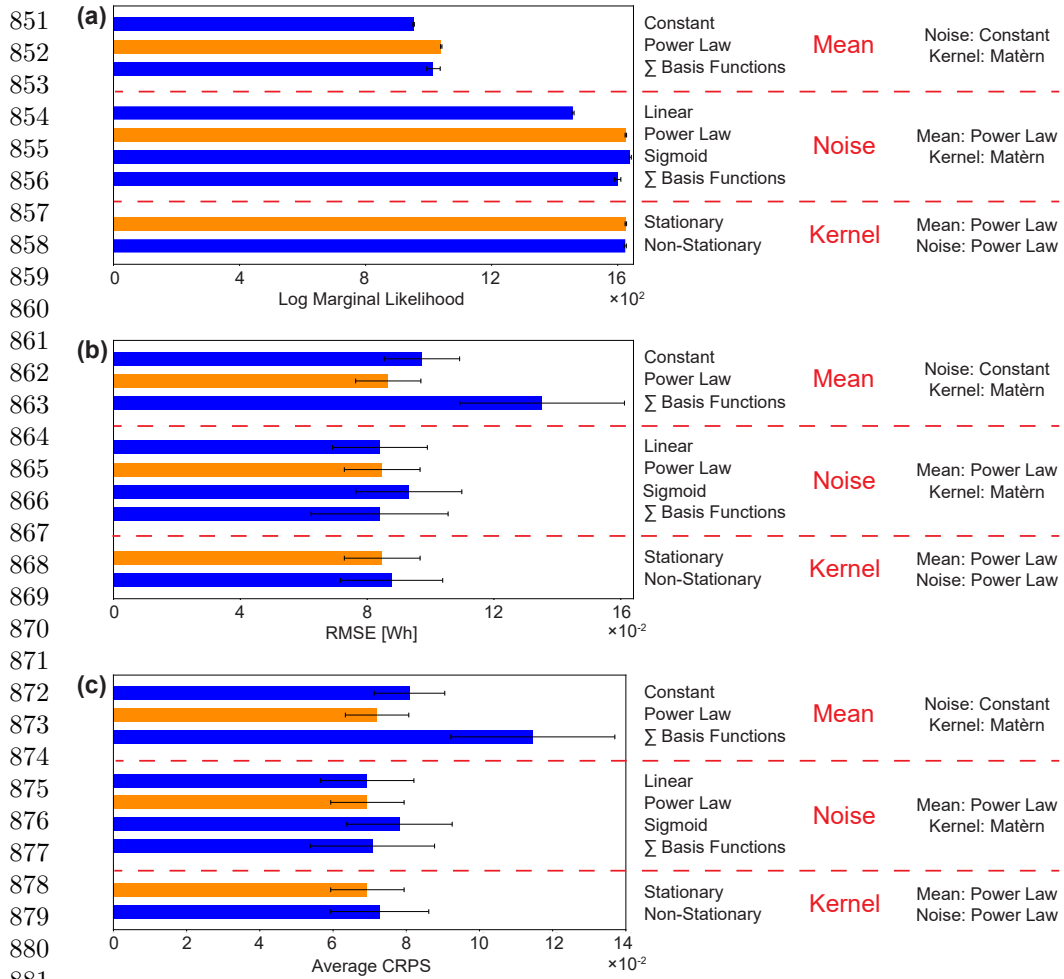 851
852
853
854
855
856
857
858
859
860
861
862
863
864
865
866
867
868
869
870
871
872
873
874
875
876
877
878
879
880
881
(a)
Constant
Power Law
∑ Basis Functions
Mean
Noise: Constant
Kernel: Matèrn
Linear
Power Law
Sigmoid
∑ Basis Functions
Noise
Mean: Power Law
Kernel: Matèrn
Stationary
Non-Stationary
Kernel
Mean: Power Law
Noise: Power Law
0 4 8 12 16
Log Marginal Likelihood
×10²
(b)
Constant
Power Law
∑ Basis Functions
Mean
Noise: Constant
Kernel: Matèrn
Linear
Power Law
Sigmoid
∑ Basis Functions
Noise
Mean: Power Law
Kernel: Matèrn
Stationary
Non-Stationary
Kernel
Mean: Power Law
Noise: Power Law
0 4 8 12 16
RMSE [Wh]
×10⁻²
(c)
Constant
Power Law
∑ Basis Functions
Mean
Noise: Constant
Kernel: Matèrn
Linear
Power Law
Sigmoid
∑ Basis Functions
Noise
Mean: Power Law
Kernel: Matèrn
Stationary
Non-Stationary
Kernel
Mean: Power Law
Noise: Power Law
0 2 4 6 8 10 12 14
Average CRPS
×10⁻²